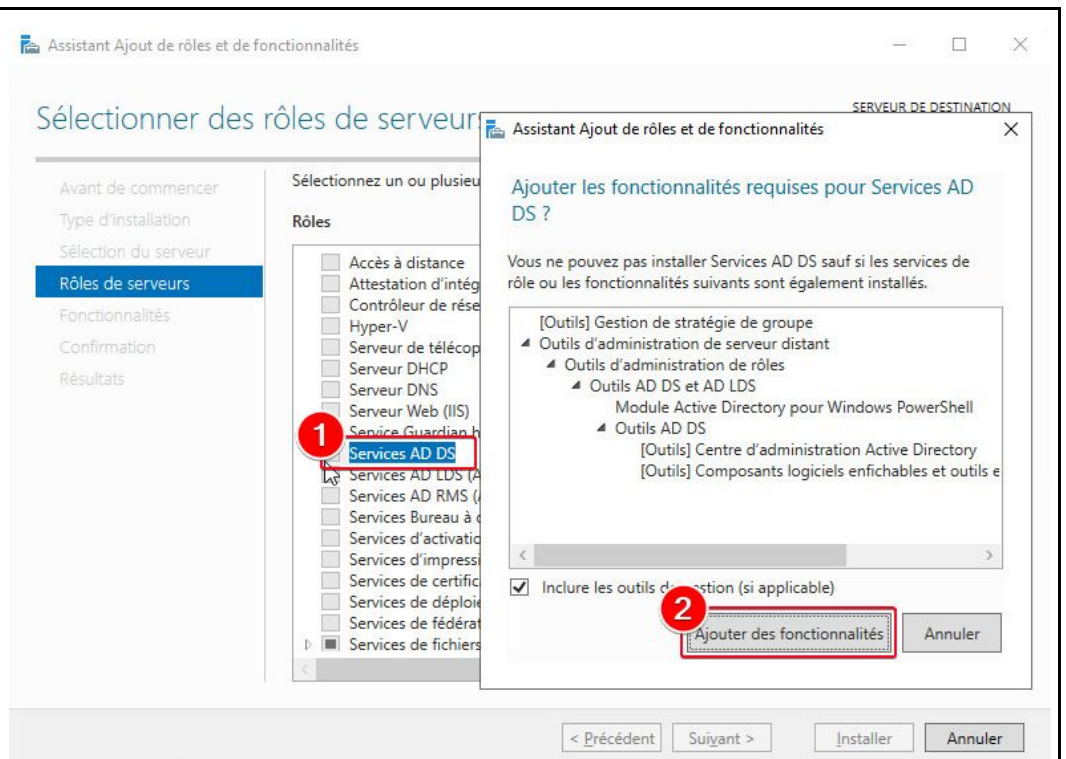 Assistant Ajout de rôles et de fonctionnalités
Sélectionner des rôles de serveurs
SERVEUR DE DESTINATION
Avant de commencer
Type d'installation
Sélection du serveur
Rôles de serveurs
Fonctionnalités
Confirmation
Résultats
Sélectionnez un ou plusieu
Rôles
Accès à distance
Attestation d'intég
Contrôleur de rése
Hyper-V
Serveur de télécop
Serveur DHCP
Serveur DNS
Serveur Web (IIS)
Service Guardian h
1
Services AD DS
Services AD LDS (A
Services AD RMS (
Services Bureau à
Services d'activatio
Services d'impressi
Services de certific
Services de déploie
Services de fédérat
Services de fichiers
Assistant Ajout de rôles et de fonctionnalités
Ajouter les fonctionnalités requises pour Services AD
DS ?
Vous ne pouvez pas installer Services AD DS sauf si les services de
rôle ou les fonctionnalités suivants sont également installés.
[Outils] Gestion de stratégie de groupe
Outils d'administration de serveur distant
Outils d'administration de rôles
Outils AD DS et AD LDS
Module Active Directory pour Windows PowerShell
Outils AD DS
[Outils] Centre d'administration Active Directory
[Outils] Composants logiciels enfichables et outils e
Inclure les outils de gestion (si applicable)
2
Ajouter des fonctionnalités
Annuler
< Précédent
Suivant >
Installer
Annuler